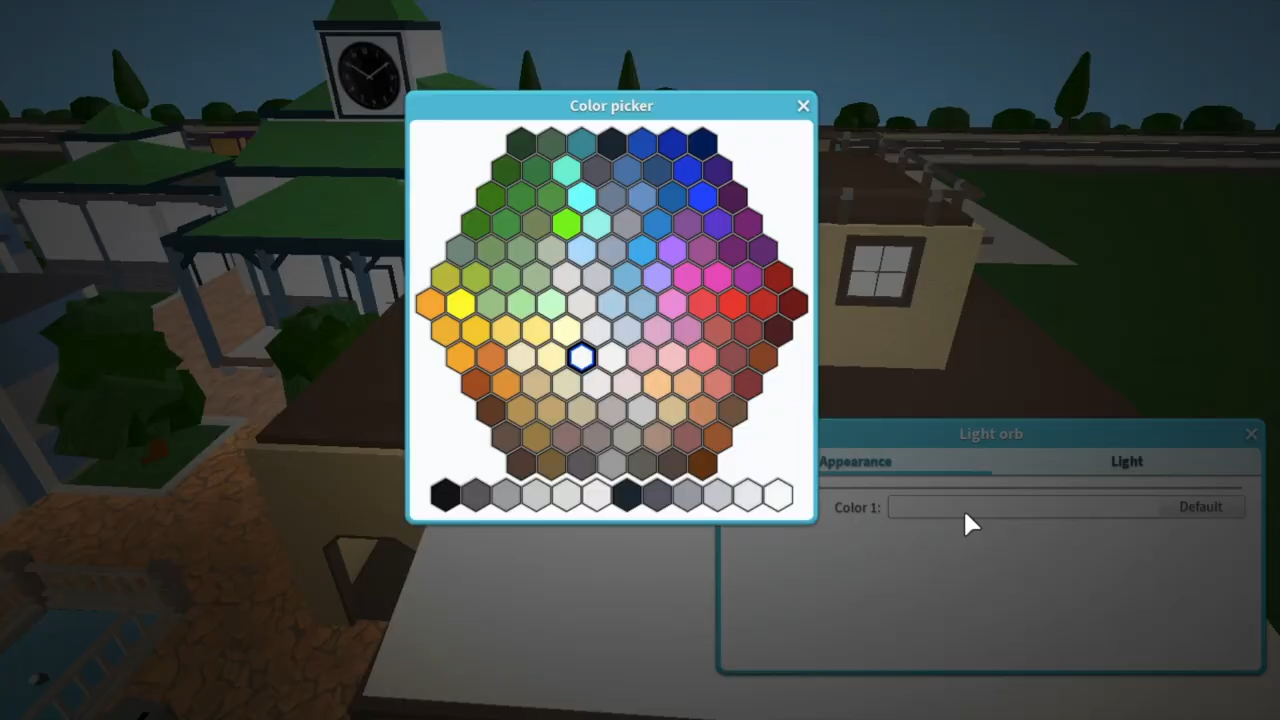 Color picker
Light orb
Appearance
Light
Color 1:
Default